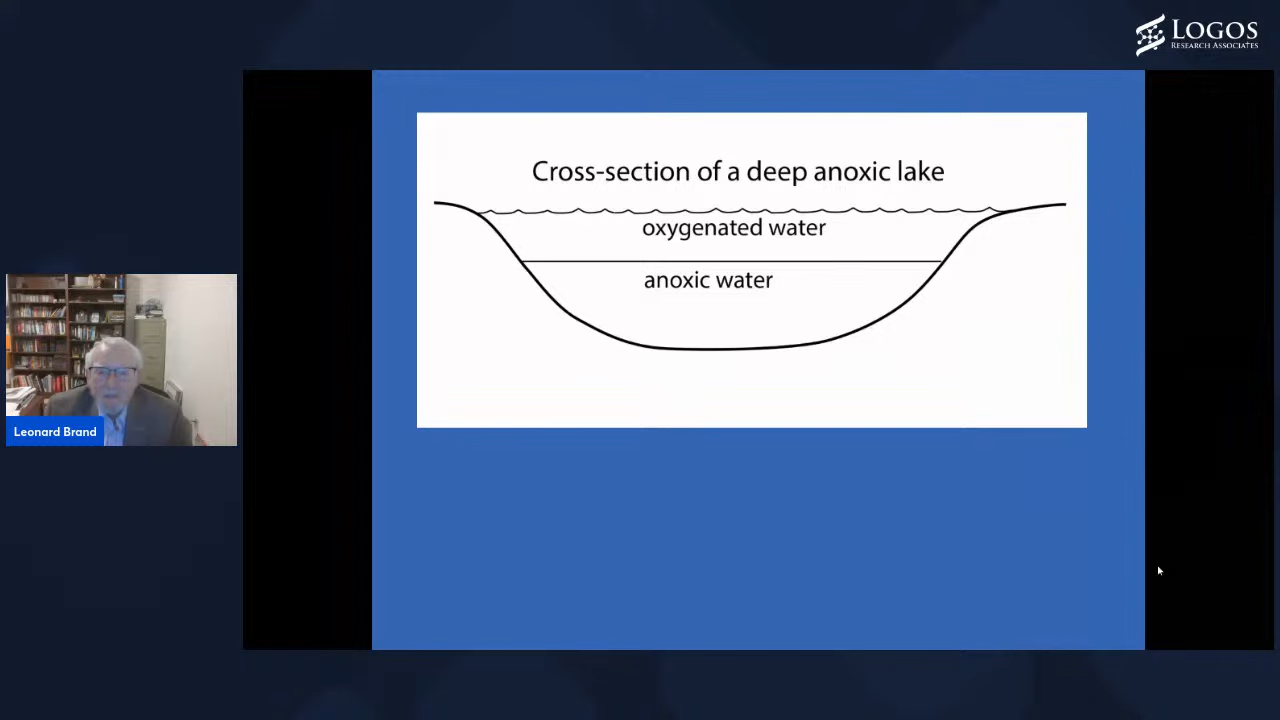 LOGOS
RESEARCH ASSOCIATES
Cross-section of a deep anoxic lake
oxygenated water
anoxic water
Leonard Brand